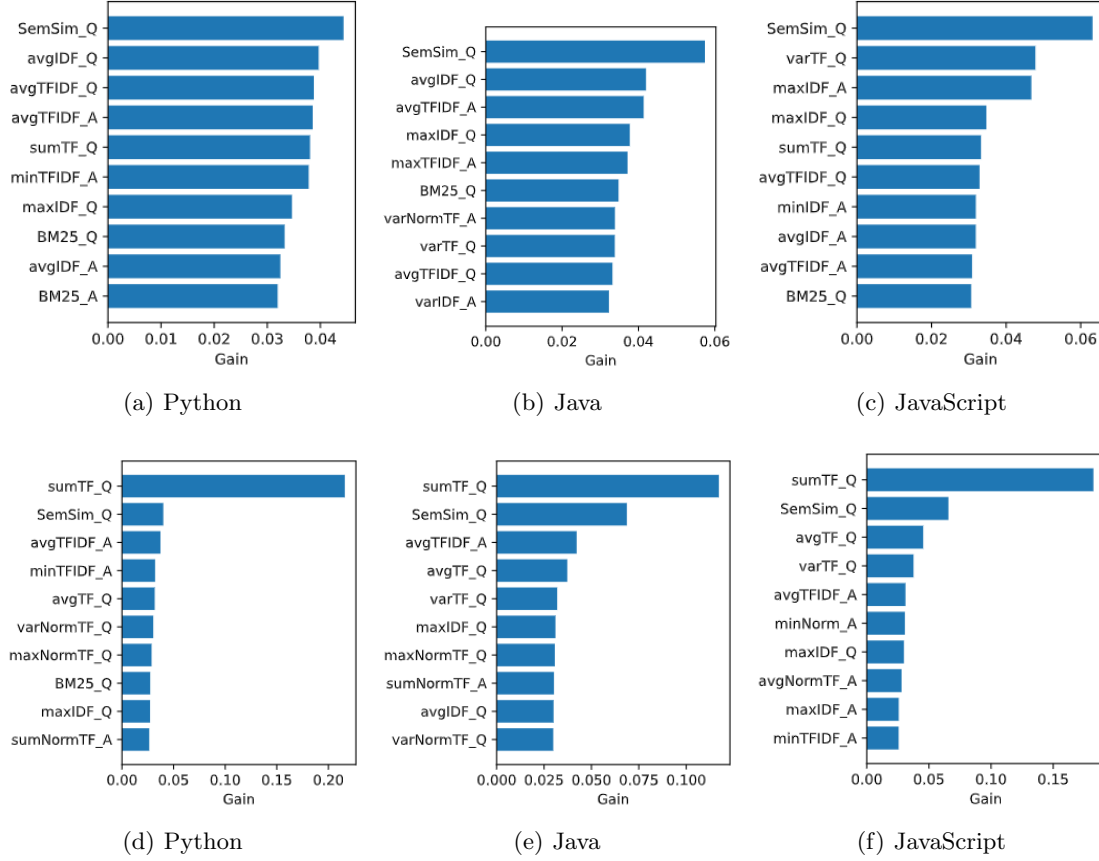 SemSim_Q
avgIDF_Q
avgTFIDF_Q
avgTFIDF_A
sumTF_Q
minTFIDF_A
maxIDF_Q
BM25_Q
avgIDF_A
BM25_A
0.00 0.01 0.02 0.03 0.04
Gain
(a) Python
SemSim_Q
avgIDF_Q
avgTFIDF_A
maxIDF_Q
maxTFIDF_A
BM25_Q
varNormTF_A
varTF_Q
avgTFIDF_Q
varIDF_A
0.00 0.02 0.04 0.06
Gain
(b) Java
SemSim_Q
varTF_Q
maxIDF_A
maxIDF_Q
sumTF_Q
avgTFIDF_Q
minIDF_A
avgIDF_A
avgTFIDF_A
BM25_Q
0.00 0.02 0.04 0.06
Gain
(c) JavaScript
sumTF_Q
SemSim_Q
avgTFIDF_A
minTFIDF_A
avgTF_Q
varNormTF_Q
maxNormTF_Q
BM25_Q
maxIDF_Q
sumNormTF_A
0.00 0.05 0.10 0.15 0.20
Gain
(d) Python
sumTF_Q
SemSim_Q
avgTFIDF_A
avgTF_Q
varTF_Q
maxIDF_Q
maxNormTF_Q
sumNormTF_A
avgIDF_Q
varNormTF_Q
0.000 0.025 0.050 0.075 0.100
Gain
(e) Java
sumTF_Q
SemSim_Q
avgTF_Q
varTF_Q
avgTFIDF_A
minNorm_A
maxIDF_Q
avgNormTF_A
maxIDF_A
minTFIDF_A
0.00 0.05 0.10 0.15
Gain
(f) JavaScript